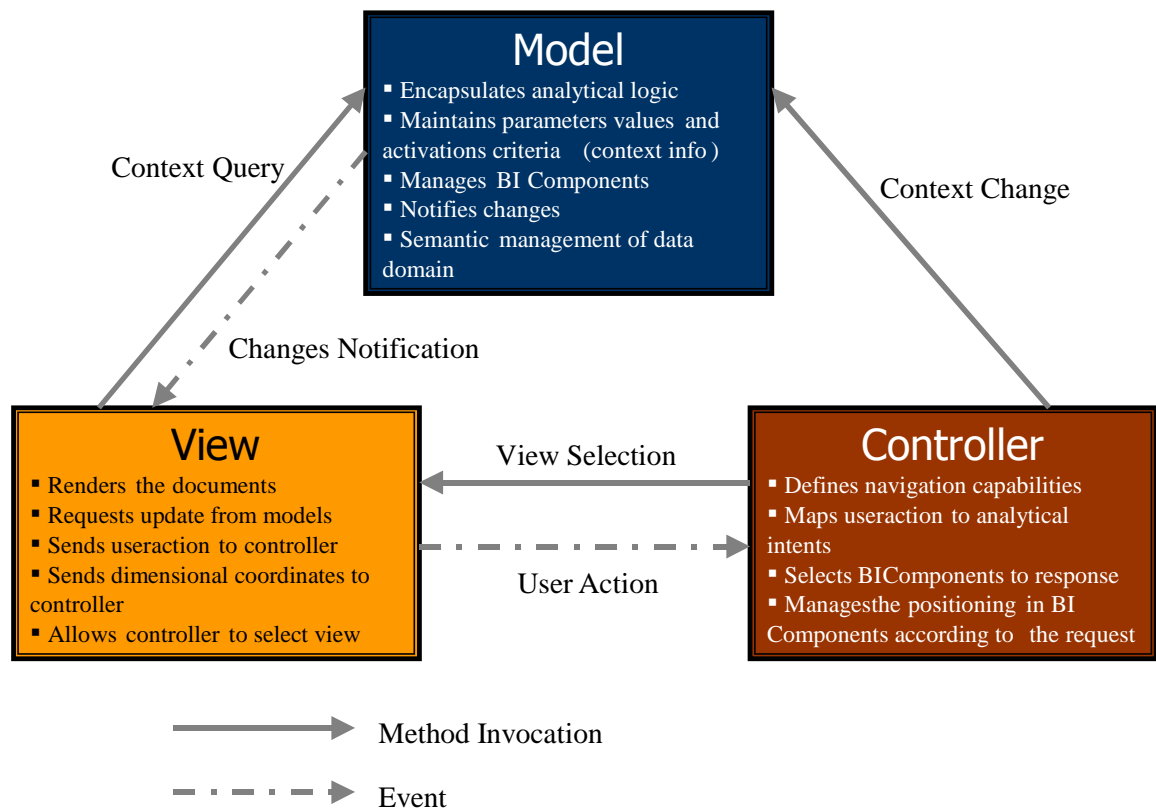 Model
▪ Encapsulates analytical logic
▪ Maintains parameters values and
activations criteria (context info )
▪ Manages BI Components
▪ Notifies changes
▪ Semantic management of data
domain
Context Query
Context Change
Changes Notification
View
▪ Renders the documents
▪ Requests update from models
▪ Sends useraction to controller
▪ Sends dimensional coordinates to
controller
▪ Allows controller to select view
View Selection
User Action
Controller
▪ Defines navigation capabilities
▪ Maps useraction to analytical
intents
▪ Selects BIComponents to response
▪ Managesthe positioning in BI
Components according to the request
Method Invocation
Event